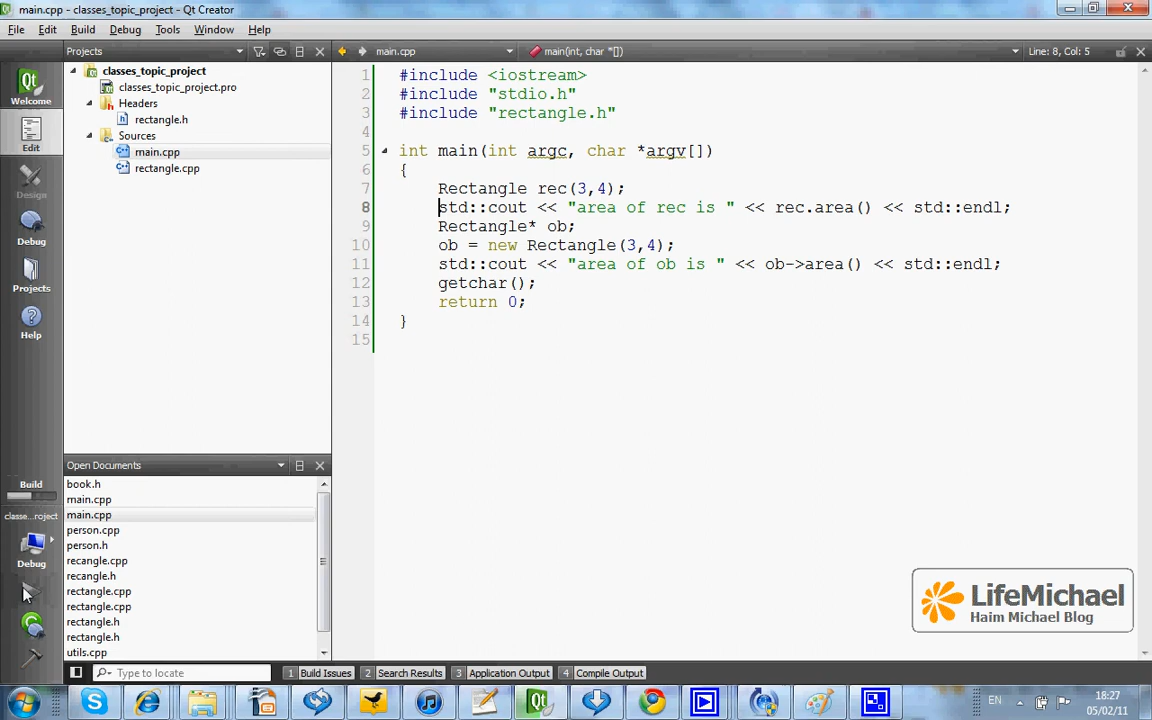 main.cpp - classes_topic_project - Qt Creator
File Edit Build Debug Tools Window Help
Projects
main.cpp
main(int, char *[])
Line: 8, Col: 5
Welcome
Edit
Design
Debug
Projects
Help
classes_topic_project
classes_topic_project.pro
Headers
rectangle.h
Sources
main.cpp
rectangle.cpp
1 #include <iostream>
2 #include "stdio.h"
3 #include "rectangle.h"
4
5 int main(int argc, char *argv[])
6 {
7 Rectangle rec(3,4);
8 std::cout << "area of rec is " << rec.area() << std::endl;
9 Rectangle* ob;
10 ob = new Rectangle(3,4);
11 std::cout << "area of ob is " << ob->area() << std::endl;
12 getchar();
13 return 0;
14 }
15
Open Documents
book.h
main.cpp
main.cpp
person.cpp
person.h
recangle.cpp
recangle.h
rectangle.cpp
rectangle.cpp
rectangle.h
rectangle.h
utils.cpp
Build
classe...roject
Debug
LifeMichael
Haim Michael Blog
Type to locate
1 Build Issues 2 Search Results 3 Application Output 4 Compile Output
EN
18:27
05/02/11